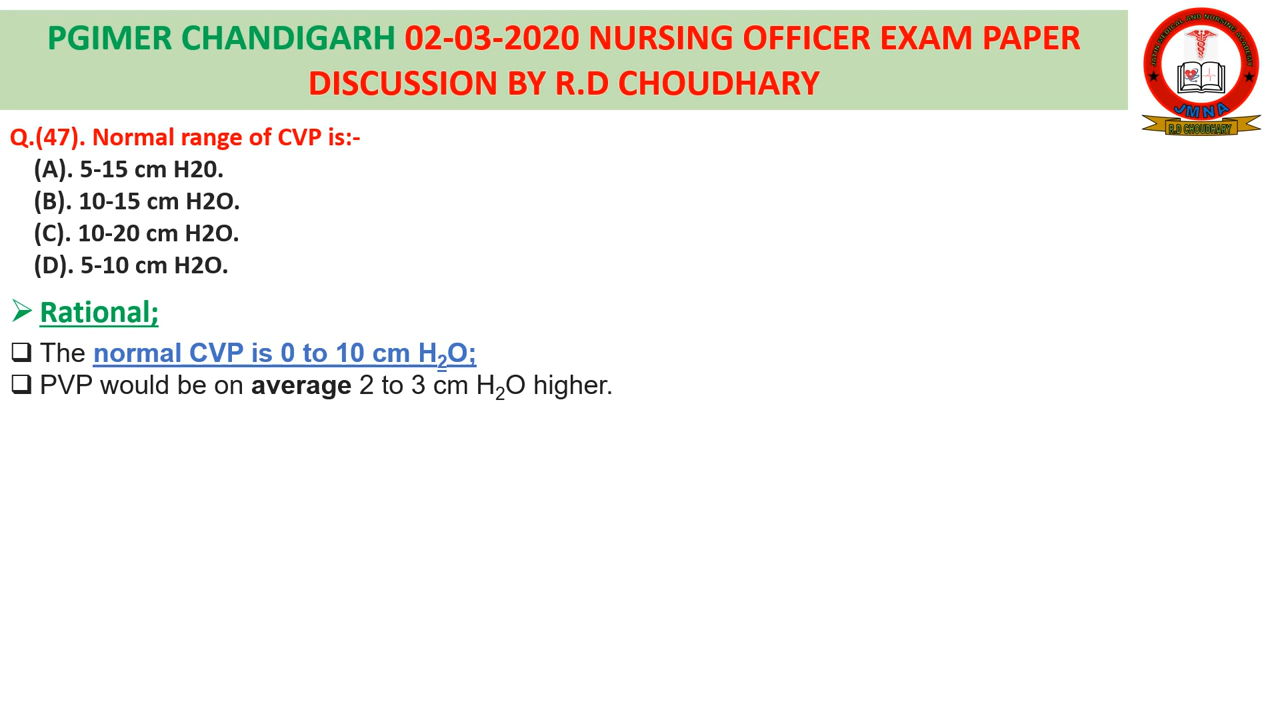 PGIMER CHANDIGARH 02-03-2020 NURSING OFFICER EXAM PAPER
DISCUSSION BY R.D CHOUDHARY
JMNA
R.D CHOUDHARY
Q.(47). Normal range of CVP is:-
(A). 5-15 cm H20.
(B). 10-15 cm H2O.
(C). 10-20 cm H2O.
(D). 5-10 cm H2O.
➢ Rational;
❑ The normal CVP is 0 to 10 cm H₂O;
❑ PVP would be on average 2 to 3 cm H₂O higher.